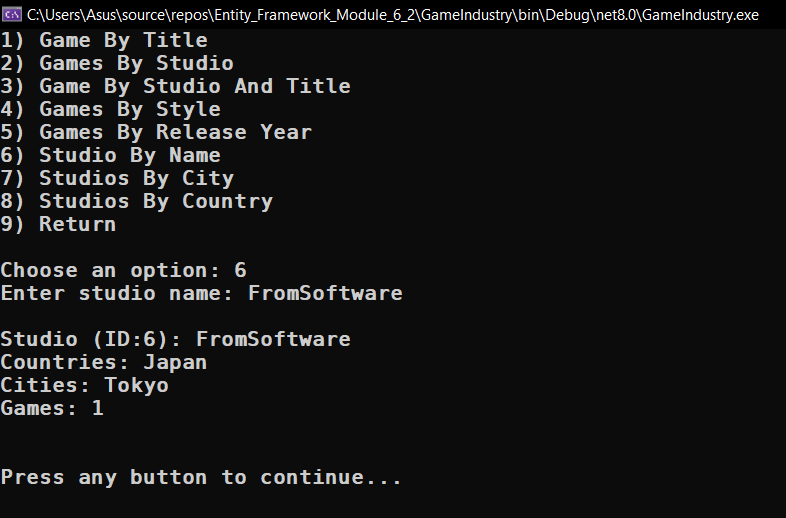 C:\Users\Asus\source\repos\Entity_Framework_Module_6_2\GameIndustry\bin\Debug\net8.0\GameIndustry.exe
1) Game By Title
2) Games By Studio
3) Game By Studio And Title
4) Games By Style
5) Games By Release Year
6) Studio By Name
7) Studios By City
8) Studios By Country
9) Return
Choose an option: 6
Enter studio name: FromSoftware
Studio (ID:6): FromSoftware
Countries: Japan
Cities: Tokyo
Games: 1
Press any button to continue...